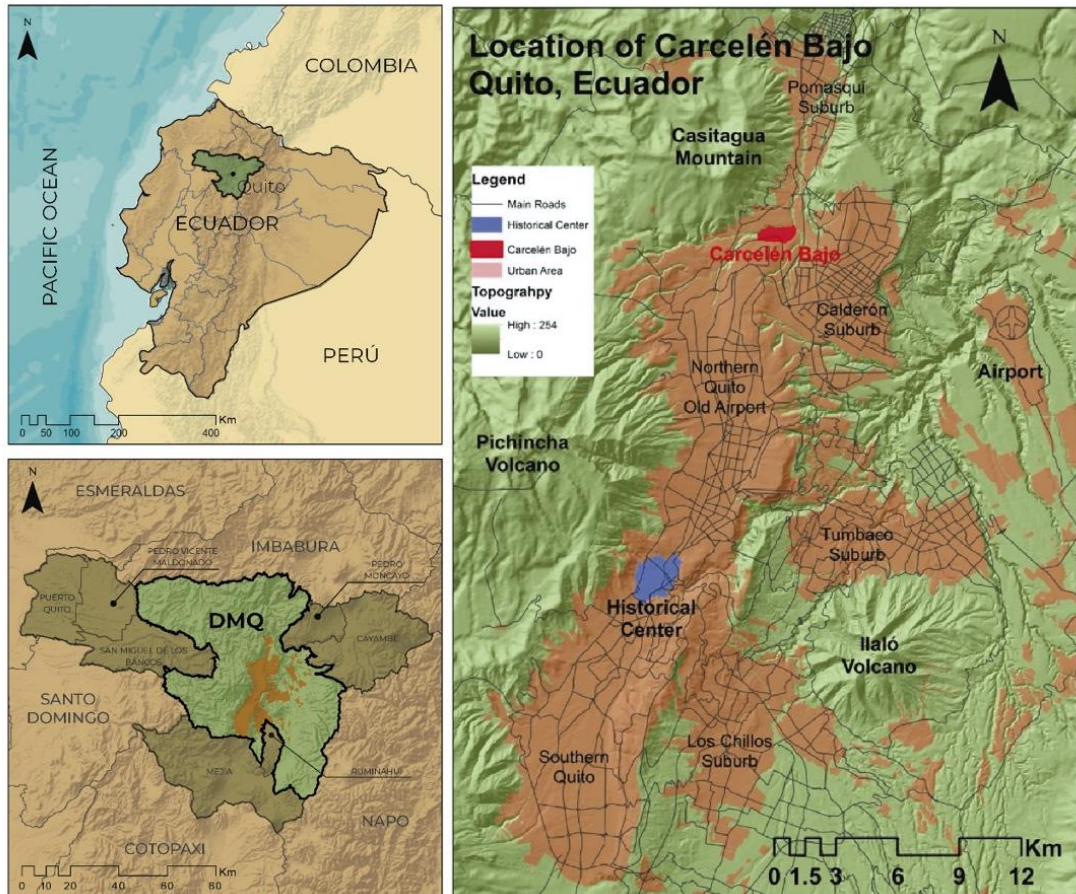 N
COLOMBIA
PACIFIC OCEAN
Quito
ECUADOR
PERÚ
Km
0 50 100 200 400
N
ESMERALDAS
PEDRO VICENTE
MALDONADO
IMBABURA
PEDRO
MONCAYO
PUERTO
QUITO
DMQ
CAYAMBE
SAN MIGUEL DE LOS
BANCOS
SANTO
DOMINGO
MEJIA
RUMIÑAHUI
NAPO
COTOPAXI
Km
0 10 20 40 60 80
Location of Carcelén Bajo
Quito, Ecuador
N
Pomasqui
Suburb
Casitagua
Mountain
Legend
Main Roads
Historical Center
Carcelén Bajo
Urban Area
Topograhpy
Value
High : 254
Low : 0
Carcelén Bajo
Calderón
Suburb
Northern
Quito
Old Airport
Airport
Pichincha
Volcano
Tumbaco
Suburb
Historical
Center
Ilaló
Volcano
Southern
Quito
Los Chillos
Suburb
Km
0 1.5 3 6 9 12